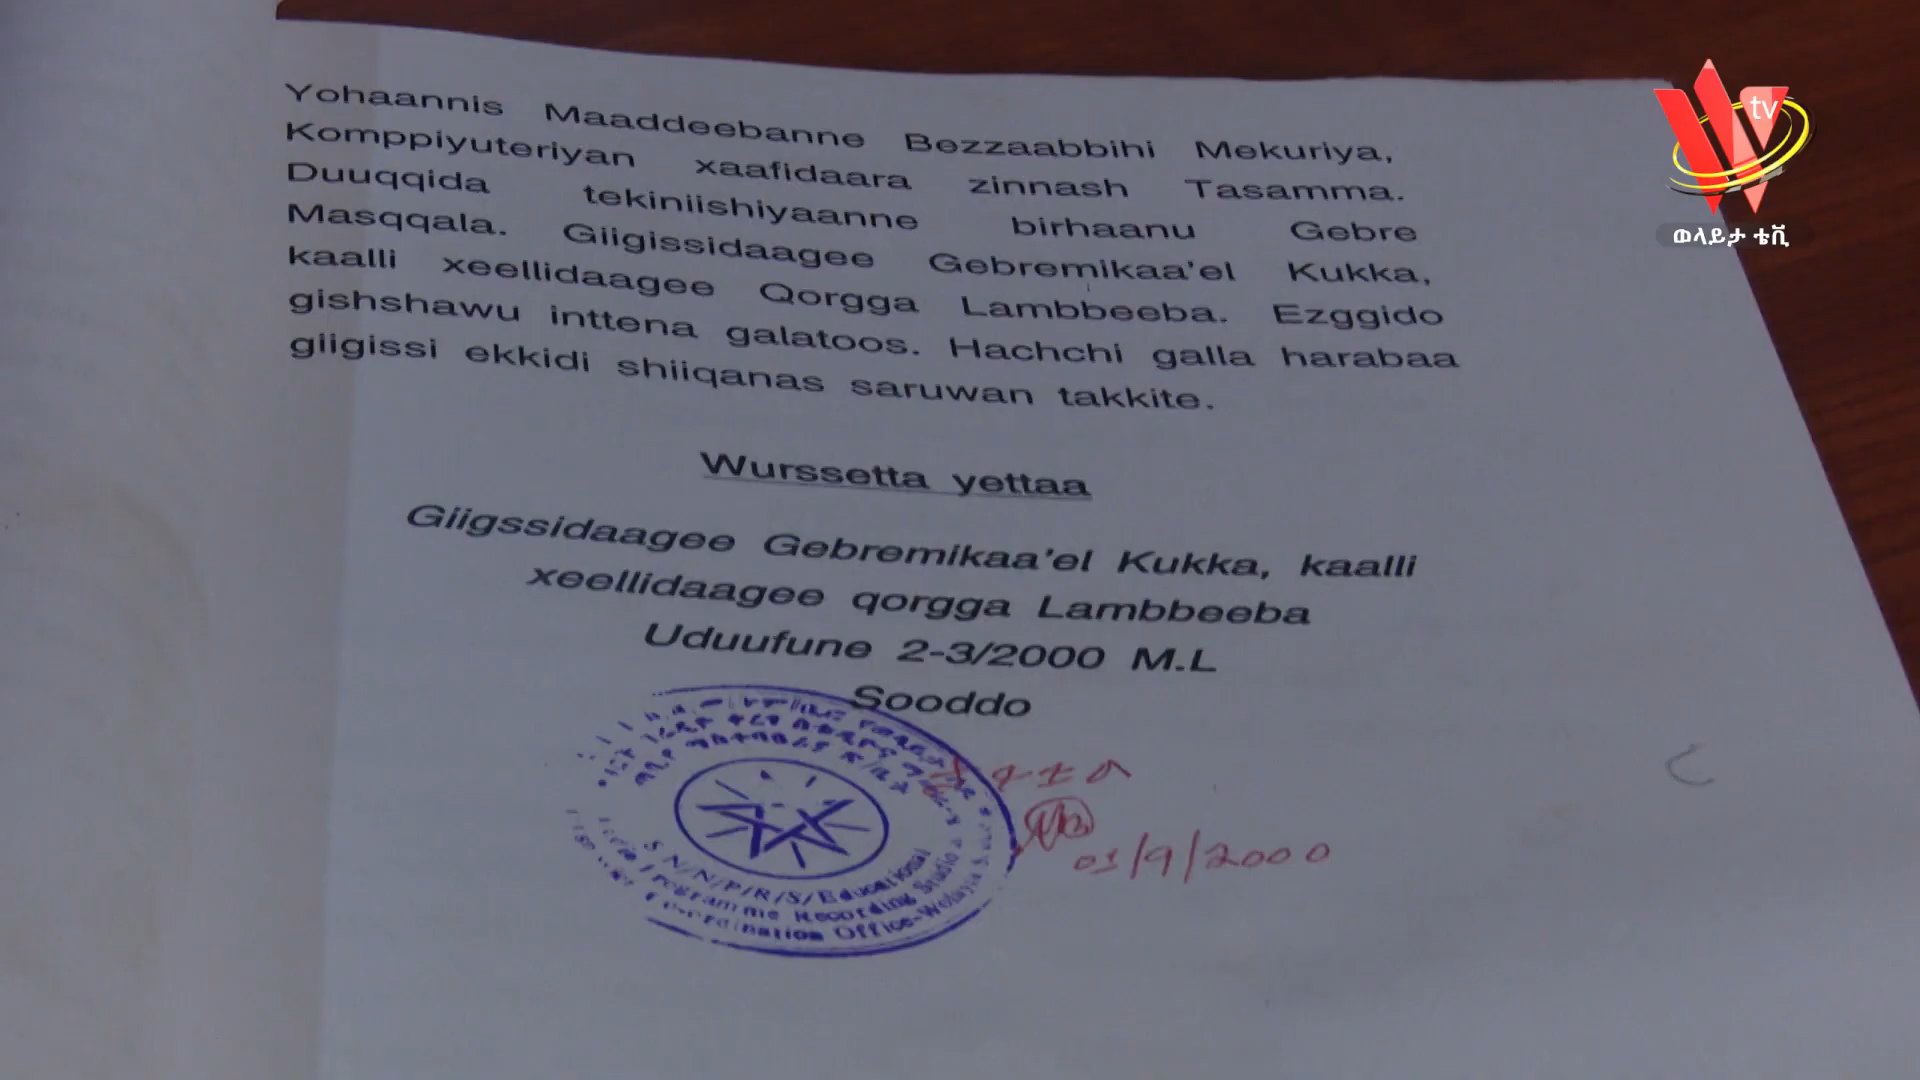 Yohaannis Maaddeebanne Bezzaabbihi Mekuriya,
Komppiyuteriyan xaafidaara zinnash Tasamma.
Duuqqida tekiniishiyaanne birhaanu Gebre
Masqqala. Giigissidaagee Gebremikaa'el Kukka,
kaalli xeellidaagee Qorgga Lambbeeba. Ezggido
gishshawu inttena galatoos. Hachchi galla harabaa
giigissi ekkidi shiiqanas saruwan takkite.
Wurssetta yettaa
Giigssidaagee Gebremikaa'el Kukka, kaalli
xeellidaagee qorgga Lambbeeba
Uduufune 2-3/2000 M.L
Sooddo
S/N/N/P/R/S/Educational
Programme Recording Studio
Office-Wolayta
01/9/2000
tv
ወላይታ ቴቪ